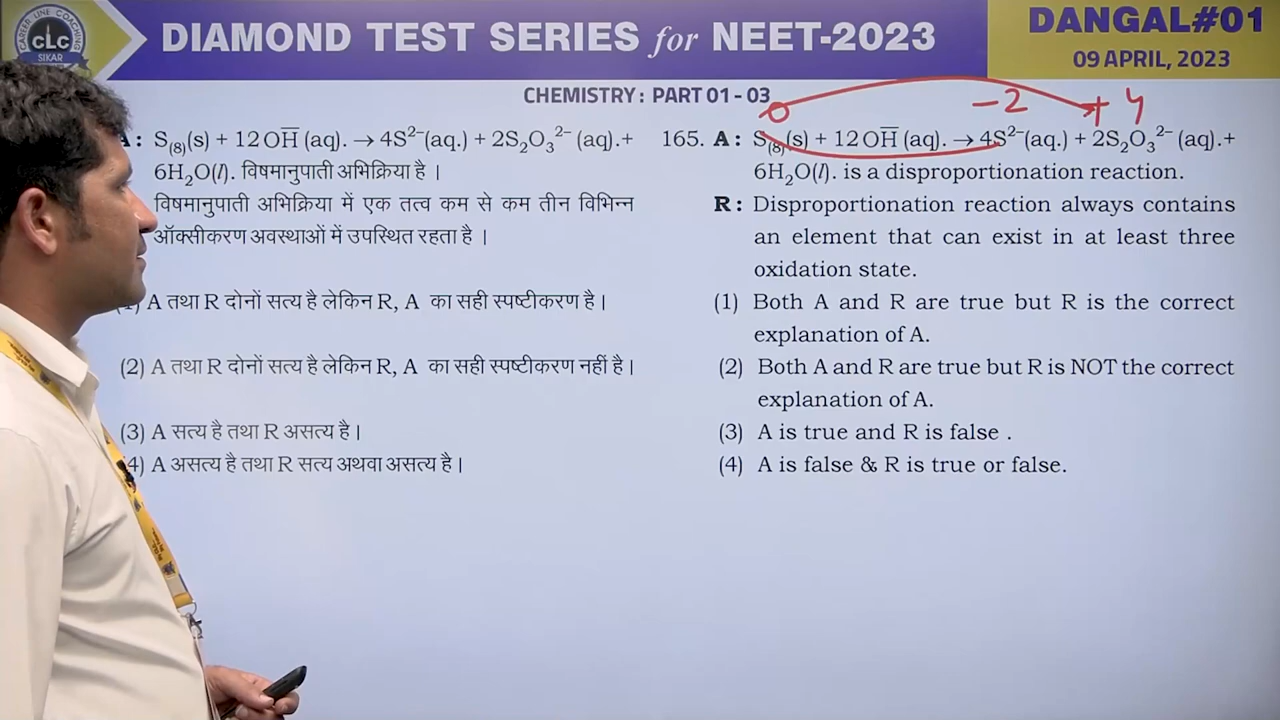 CAREER LINE COACHING
CLC
SIKAR
DIAMOND TEST SERIES for NEET-2023
DANGAL#01
09 APRIL, 2023
CHEMISTRY : PART 01 - 03
0 -2 +4
A : S₍₈₎(s) + 12OH̅ (aq). → 4S²⁻(aq.) + 2S₂O₃²⁻ (aq).+
6H₂O(l). विषमानुपाती अभिक्रिया है ।
विषमानुपाती अभिक्रिया में एक तत्व कम से कम तीन विभिन्न
ऑक्सीकरण अवस्थाओं में उपस्थित रहता है ।
A तथा R दोनों सत्य है लेकिन R, A का सही स्पष्टीकरण है।
(2) A तथा R दोनों सत्य है लेकिन R, A का सही स्पष्टीकरण नहीं है।
(3) A सत्य है तथा R असत्य है।
4) A असत्य है तथा R सत्य अथवा असत्य है।
165. A : S₍₈₎(s) + 12OH̅ (aq). → 4S²⁻(aq.) + 2S₂O₃²⁻ (aq).+
6H₂O(l). is a disproportionation reaction.
R : Disproportionation reaction always contains
an element that can exist in at least three
oxidation state.
(1) Both A and R are true but R is the correct
explanation of A.
(2) Both A and R are true but R is NOT the correct
explanation of A.
(3) A is true and R is false .
(4) A is false & R is true or false.